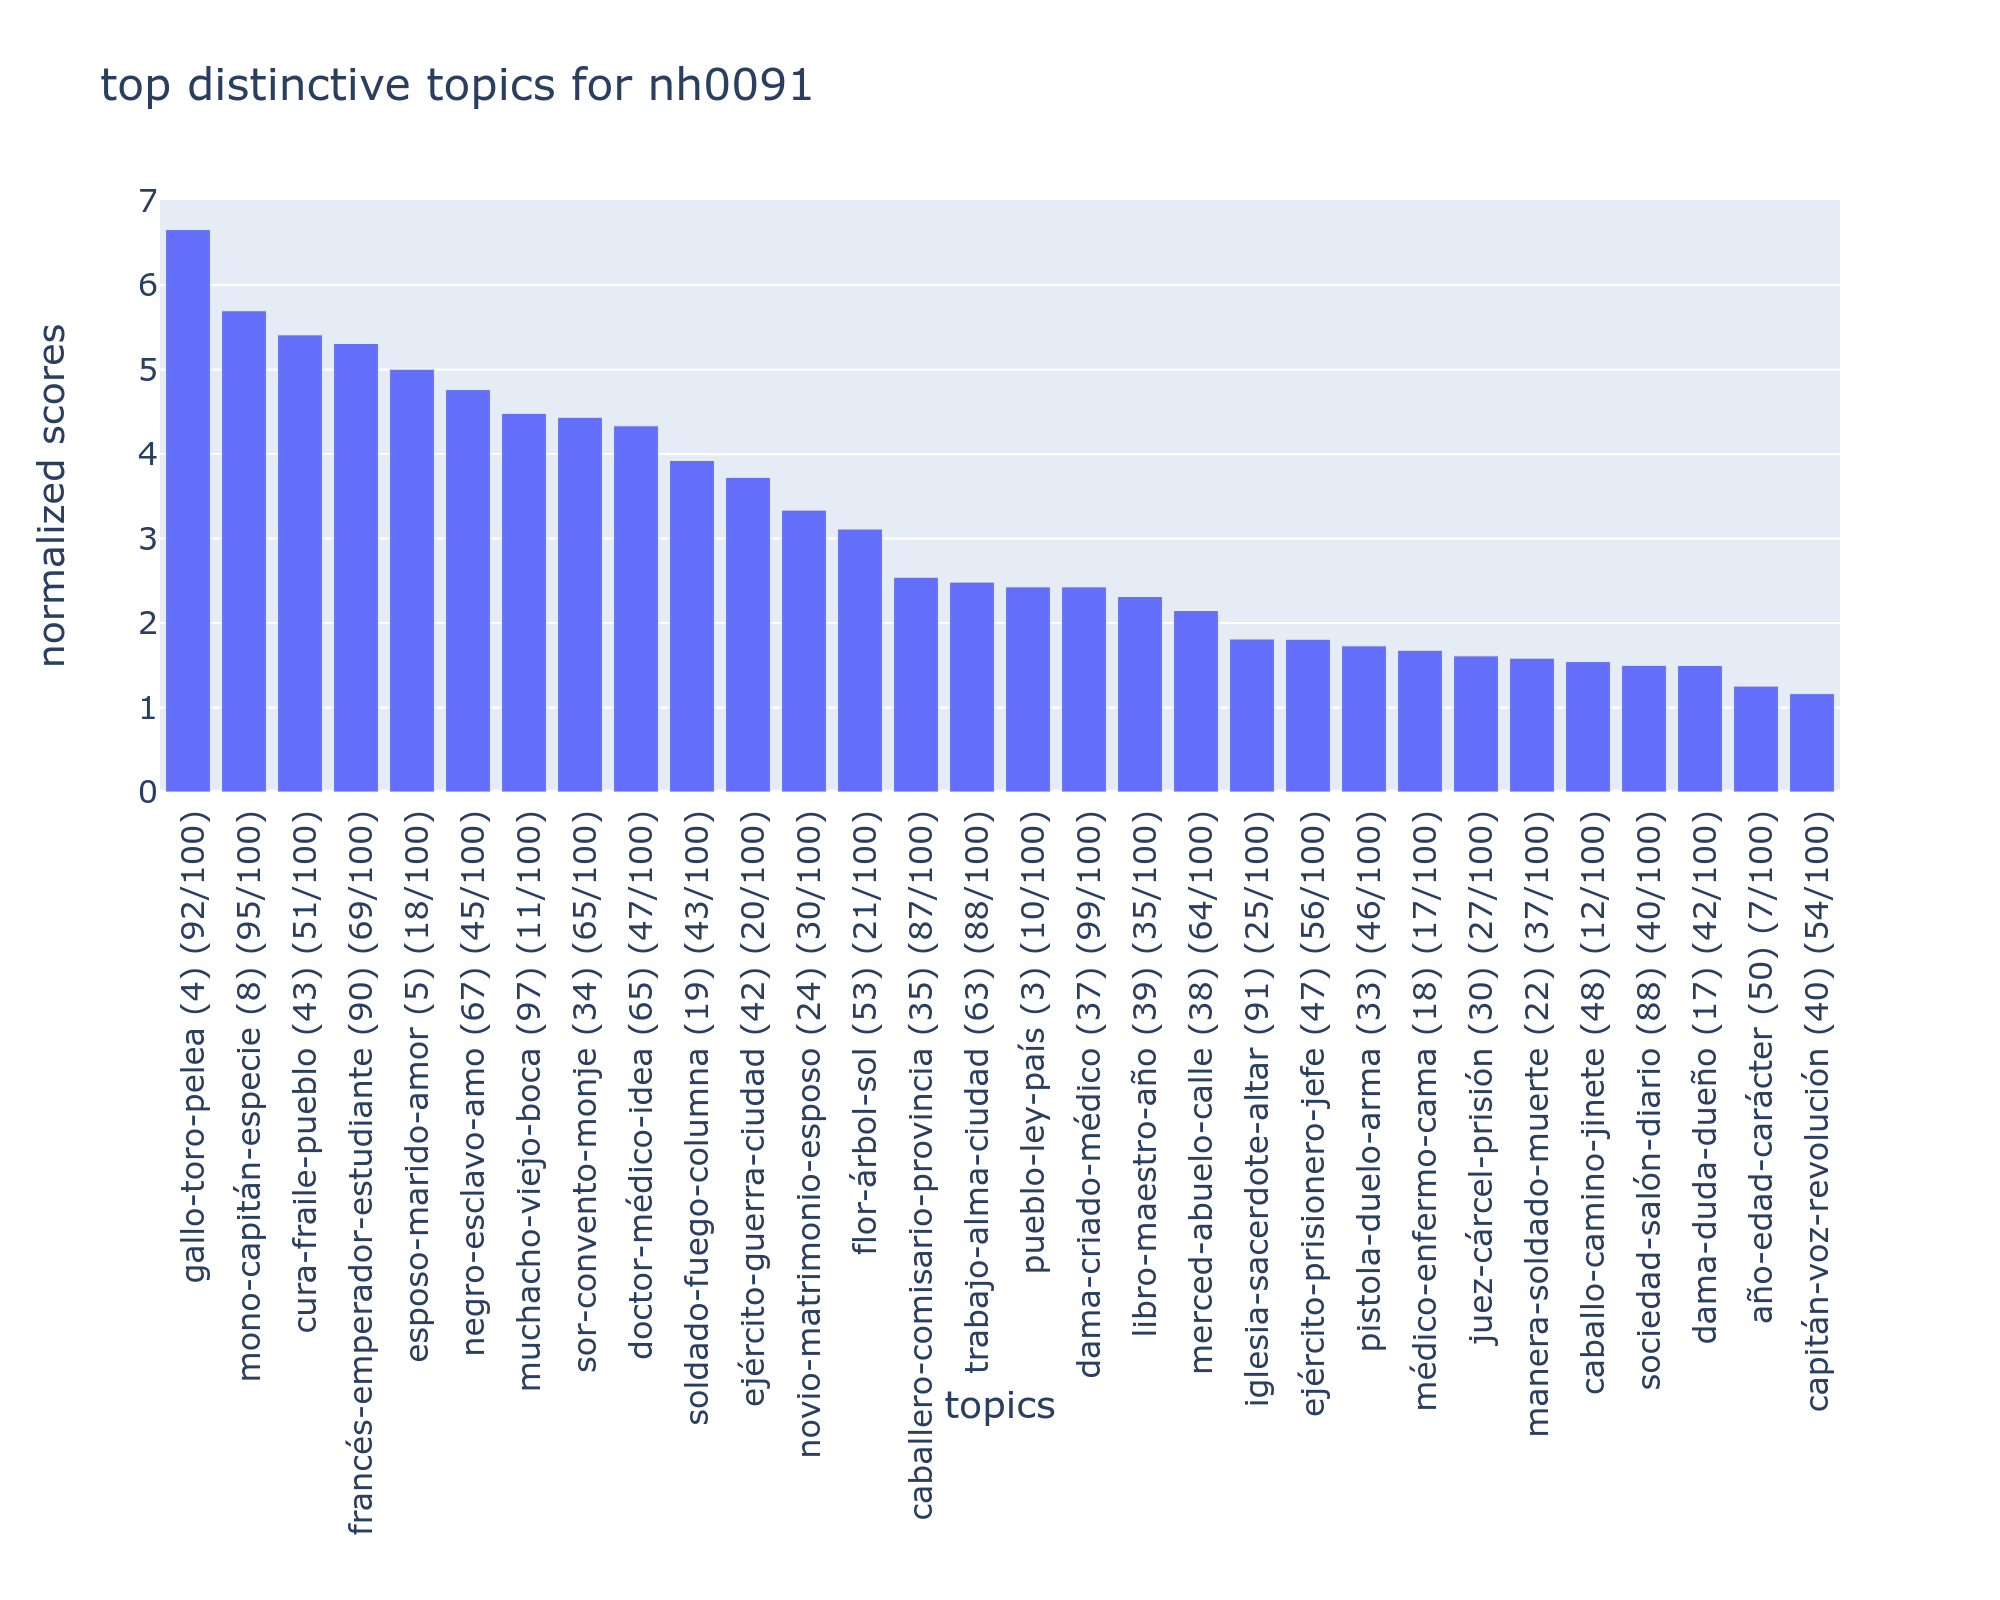 top distinctive topics for nh0091
normalized scores
7
6
5
4
3
2
1
0
gallo-toro-pelea (4) (92/100)
mono-capitán-especie (8) (95/100)
cura-fraile-pueblo (43) (51/100)
francés-emperador-estudiante (90) (69/100)
esposo-marido-amor (5) (18/100)
negro-esclavo-amo (67) (45/100)
muchacho-viejo-boca (97) (11/100)
sor-convento-monje (34) (65/100)
doctor-médico-idea (65) (47/100)
soldado-fuego-columna (19) (43/100)
ejército-guerra-ciudad (42) (20/100)
novio-matrimonio-esposo (24) (30/100)
flor-árbol-sol (53) (21/100)
caballero-comisario-provincia (35) (87/100)
trabajo-alma-ciudad (63) (88/100)
pueblo-ley-país (3) (10/100)
dama-criado-médico (37) (99/100)
libro-maestro-año (39) (35/100)
merced-abuelo-calle (38) (64/100)
iglesia-sacerdote-altar (91) (25/100)
ejército-prisionero-jefe (47) (56/100)
pistola-duelo-arma (33) (46/100)
médico-enfermo-cama (18) (17/100)
juez-cárcel-prisión (30) (27/100)
manera-soldado-muerte (22) (37/100)
caballo-camino-jinete (48) (12/100)
sociedad-salón-diario (88) (40/100)
dama-duda-dueño (17) (42/100)
año-edad-carácter (50) (7/100)
capitán-voz-revolución (40) (54/100)
topics